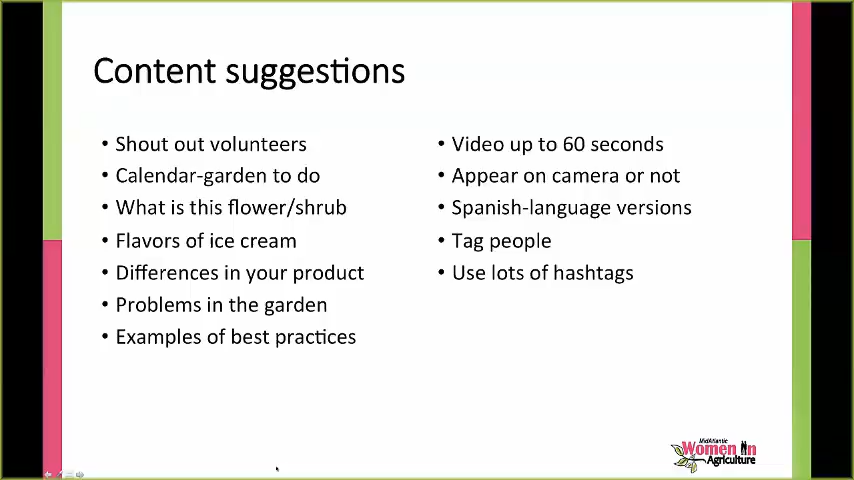 Content suggestions
• Shout out volunteers
• Calendar-garden to do
• What is this flower/shrub
• Flavors of ice cream
• Differences in your product
• Problems in the garden
• Examples of best practices
• Video up to 60 seconds
• Appear on camera or not
• Spanish-language versions
• Tag people
• Use lots of hashtags
MidAtlantic
Women In
Agriculture